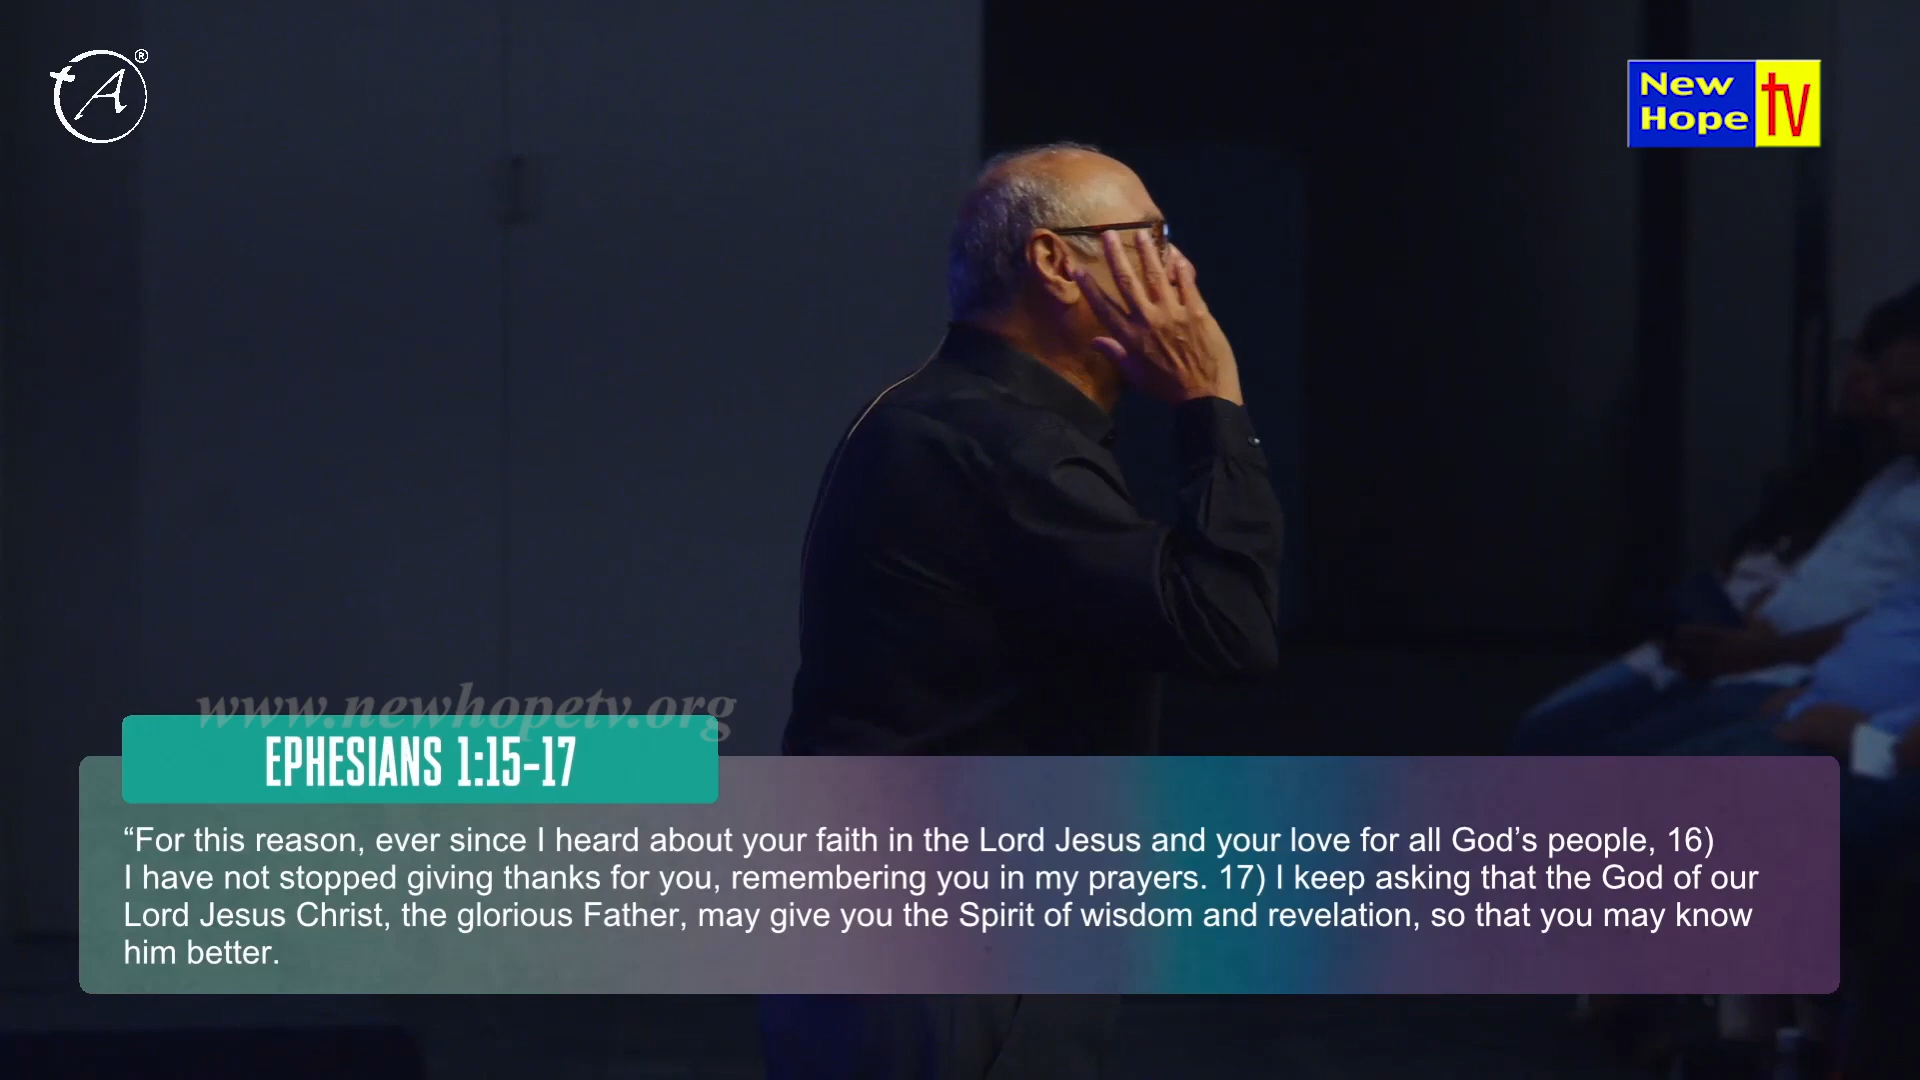 A®
New
Hope
tv
www.newhopetv.org
EPHESIANS 1:15-17
“For this reason, ever since I heard about your faith in the Lord Jesus and your love for all God’s people, 16)
I have not stopped giving thanks for you, remembering you in my prayers. 17) I keep asking that the God of our
Lord Jesus Christ, the glorious Father, may give you the Spirit of wisdom and revelation, so that you may know
him better.